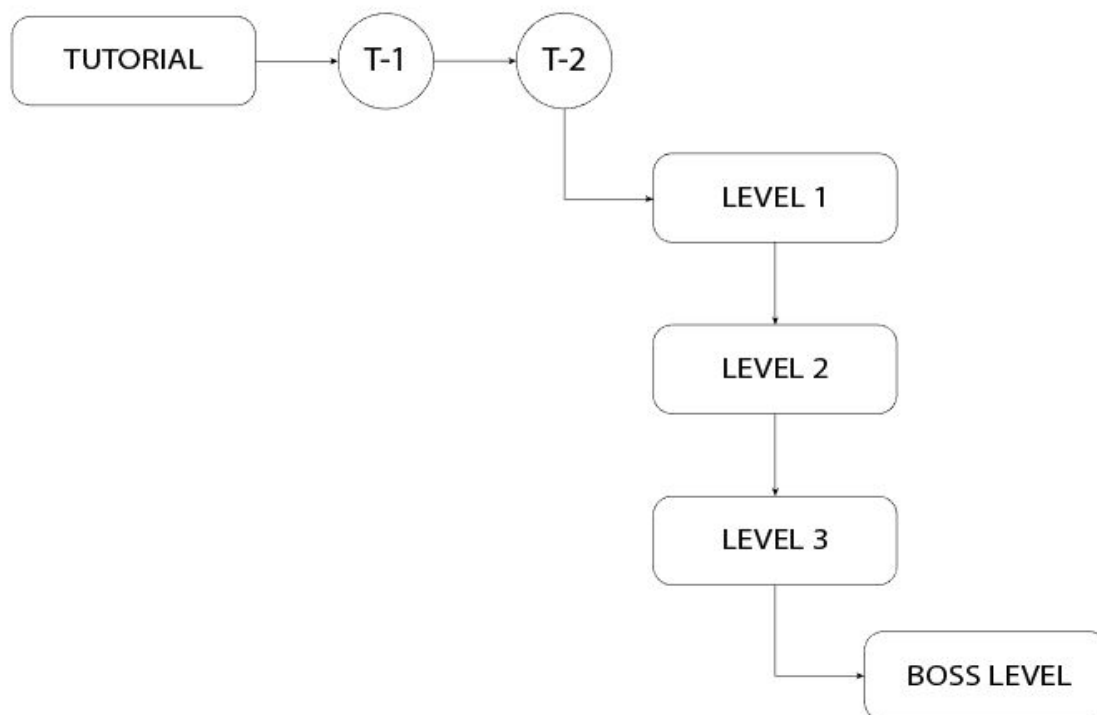 TUTORIAL
T-1
T-2
LEVEL 1
LEVEL 2
LEVEL 3
BOSS LEVEL